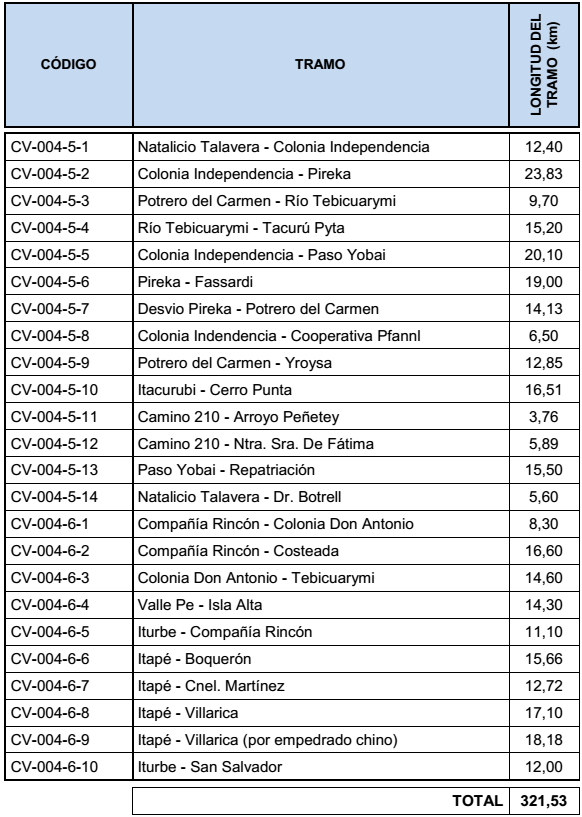 CÓDIGO TRAMO LONGITUD DEL TRAMO (km)
CV-004-5-1 Natalicio Talavera - Colonia Independencia 12,40
CV-004-5-2 Colonia Independencia - Pireka 23,83
CV-004-5-3 Potrero del Carmen - Río Tebicuarymi 9,70
CV-004-5-4 Río Tebicuarymi - Tacurú Pyta 15,20
CV-004-5-5 Colonia Independencia - Paso Yobai 20,10
CV-004-5-6 Pireka - Fassardi 19,00
CV-004-5-7 Desvio Pireka - Potrero del Carmen 14,13
CV-004-5-8 Colonia Indendencia - Cooperativa Pfannl 6,50
CV-004-5-9 Potrero del Carmen - Yroysa 12,85
CV-004-5-10 Itacurubi - Cerro Punta 16,51
CV-004-5-11 Camino 210 - Arroyo Peñetey 3,76
CV-004-5-12 Camino 210 - Ntra. Sra. De Fátima 5,89
CV-004-5-13 Paso Yobai - Repatriación 15,50
CV-004-5-14 Natalicio Talavera - Dr. Botrell 5,60
CV-004-6-1 Compañía Rincón - Colonia Don Antonio 8,30
CV-004-6-2 Compañía Rincón - Costeada 16,60
CV-004-6-3 Colonia Don Antonio - Tebicuarymi 14,60
CV-004-6-4 Valle Pe - Isla Alta 14,30
CV-004-6-5 Iturbe - Compañía Rincón 11,10
CV-004-6-6 Itapé - Boquerón 15,66
CV-004-6-7 Itapé - Cnel. Martínez 12,72
CV-004-6-8 Itapé - Villarica 17,10
CV-004-6-9 Itapé - Villarica (por empedrado chino) 18,18
CV-004-6-10 Iturbe - San Salvador 12,00
TOTAL 321,53